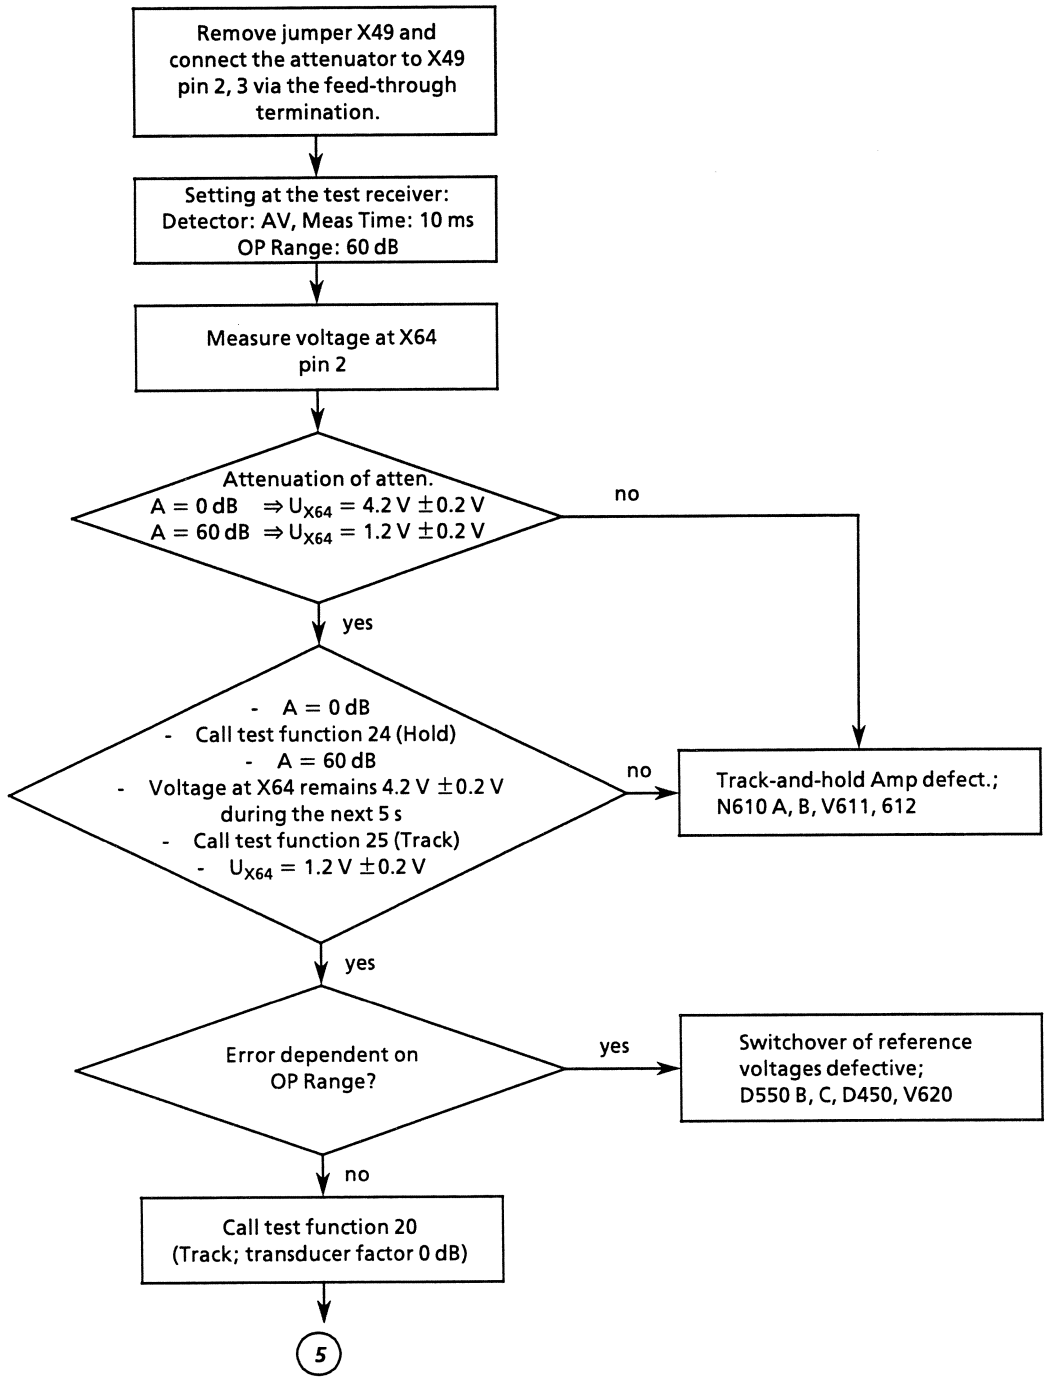 Remove jumper X49 and
connect the attenuator to X49
pin 2, 3 via the feed-through
termination.
Setting at the test receiver:
Detector: AV, Meas Time: 10 ms
OP Range: 60 dB
Measure voltage at X64
pin 2
Attenuation of atten.
A = 0 dB ⇒ UX64 = 4.2 V ±0.2 V
A = 60 dB ⇒ UX64 = 1.2 V ±0.2 V
no
yes
- A = 0 dB
- Call test function 24 (Hold)
- A = 60 dB
- Voltage at X64 remains 4.2 V ±0.2 V
during the next 5 s
- Call test function 25 (Track)
- UX64 = 1.2 V ±0.2 V
no
Track-and-hold Amp defect.;
N610 A, B, V611, 612
yes
Error dependent on
OP Range?
yes
Switchover of reference
voltages defective;
D550 B, C, D450, V620
no
Call test function 20
(Track; transducer factor 0 dB)
5